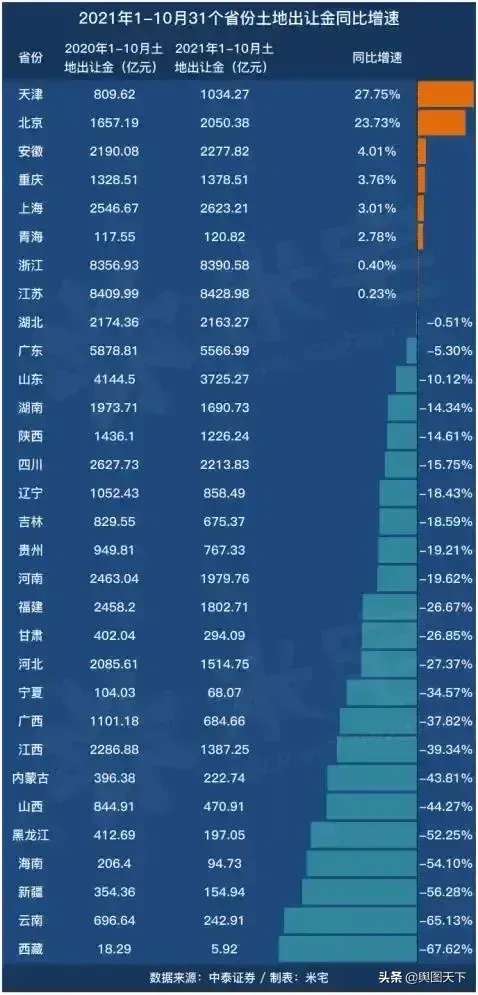 2021年1-10月31个省份土地出让金同比增速
省份 2020年1-10月土地出让金（亿元） 2021年1-10月土地出让金（亿元） 同比增速
天津 809.62 1034.27 27.75%
北京 1657.19 2050.38 23.73%
安徽 2190.08 2277.82 4.01%
重庆 1328.51 1378.51 3.76%
上海 2546.67 2623.21 3.01%
青海 117.55 120.82 2.78%
浙江 8356.93 8390.58 0.40%
江苏 8409.99 8428.98 0.23%
湖北 2174.36 2163.27 -0.51%
广东 5878.81 5566.99 -5.30%
山东 4144.5 3725.27 -10.12%
湖南 1973.71 1690.73 -14.34%
陕西 1436.1 1226.24 -14.61%
四川 2627.73 2213.83 -15.75%
辽宁 1052.43 858.49 -18.43%
吉林 829.55 675.37 -18.59%
贵州 949.81 767.33 -19.21%
河南 2463.04 1979.76 -19.62%
福建 2458.2 1802.71 -26.67%
甘肃 402.04 294.09 -26.85%
河北 2085.61 1514.75 -27.37%
宁夏 104.03 68.07 -34.57%
广西 1101.18 684.66 -37.82%
江西 2286.88 1387.25 -39.34%
内蒙古 396.38 222.74 -43.81%
山西 844.91 470.91 -44.27%
黑龙江 412.69 197.05 -52.25%
海南 206.4 94.73 -54.10%
新疆 354.36 154.94 -56.28%
云南 696.64 242.91 -65.13%
西藏 18.29 5.92 -67.62%
数据来源：中泰证券 / 制表：米宅
头条 @舆图天下